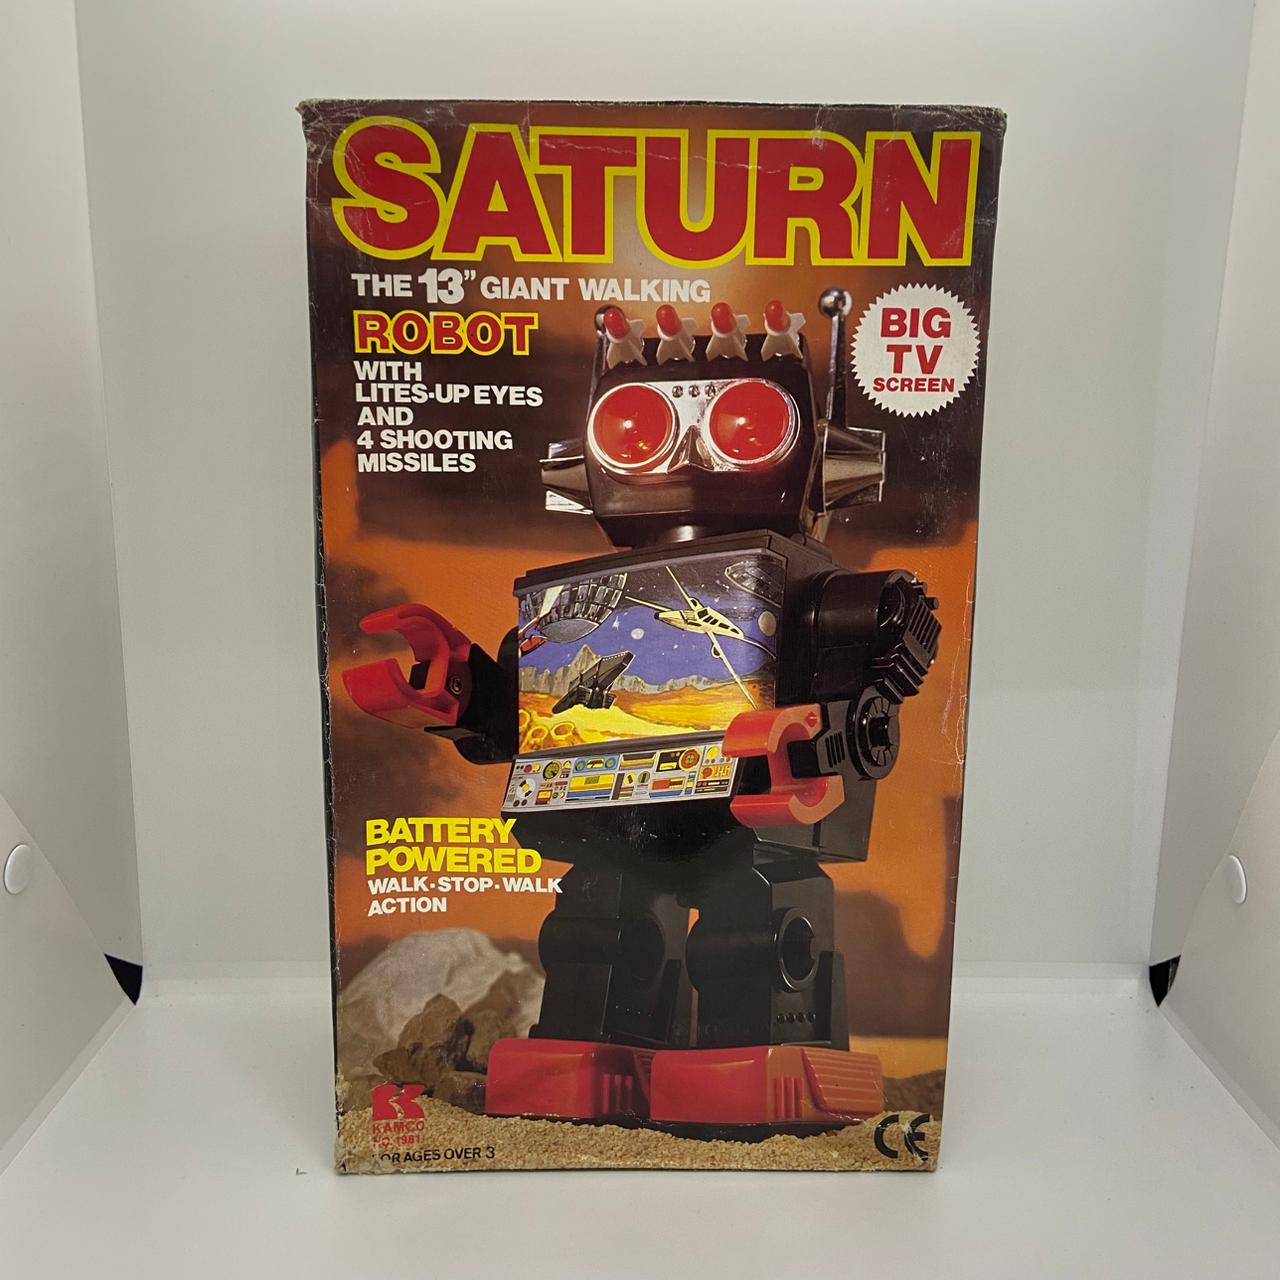 SATURN
THE 13" GIANT WALKING
ROBOT
WITH
LITES-UP EYES
AND
4 SHOOTING
MISSILES
BIG
TV
SCREEN
BATTERY
POWERED
WALK-STOP-WALK
ACTION
KAMCO
NO. 1981
FOR AGES OVER 3
CE